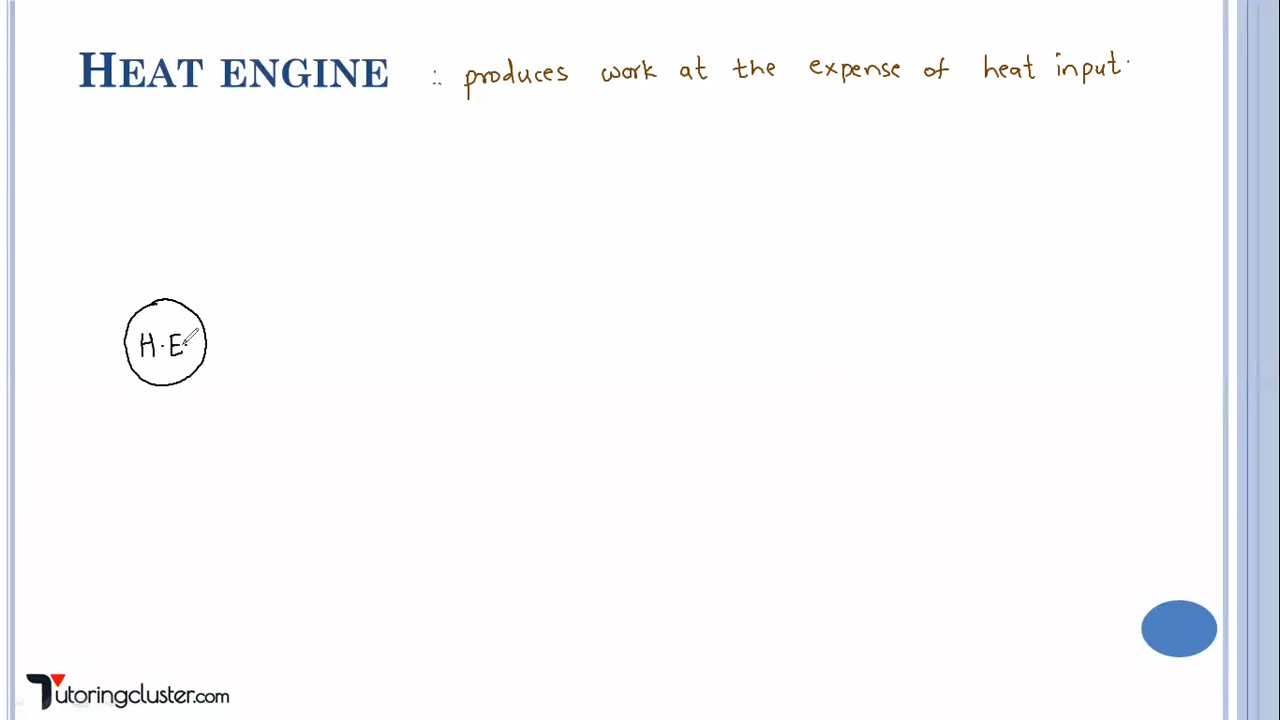 HEAT ENGINE :. produces work at the expense of heat input.
H.E
Tutoringcluster.com